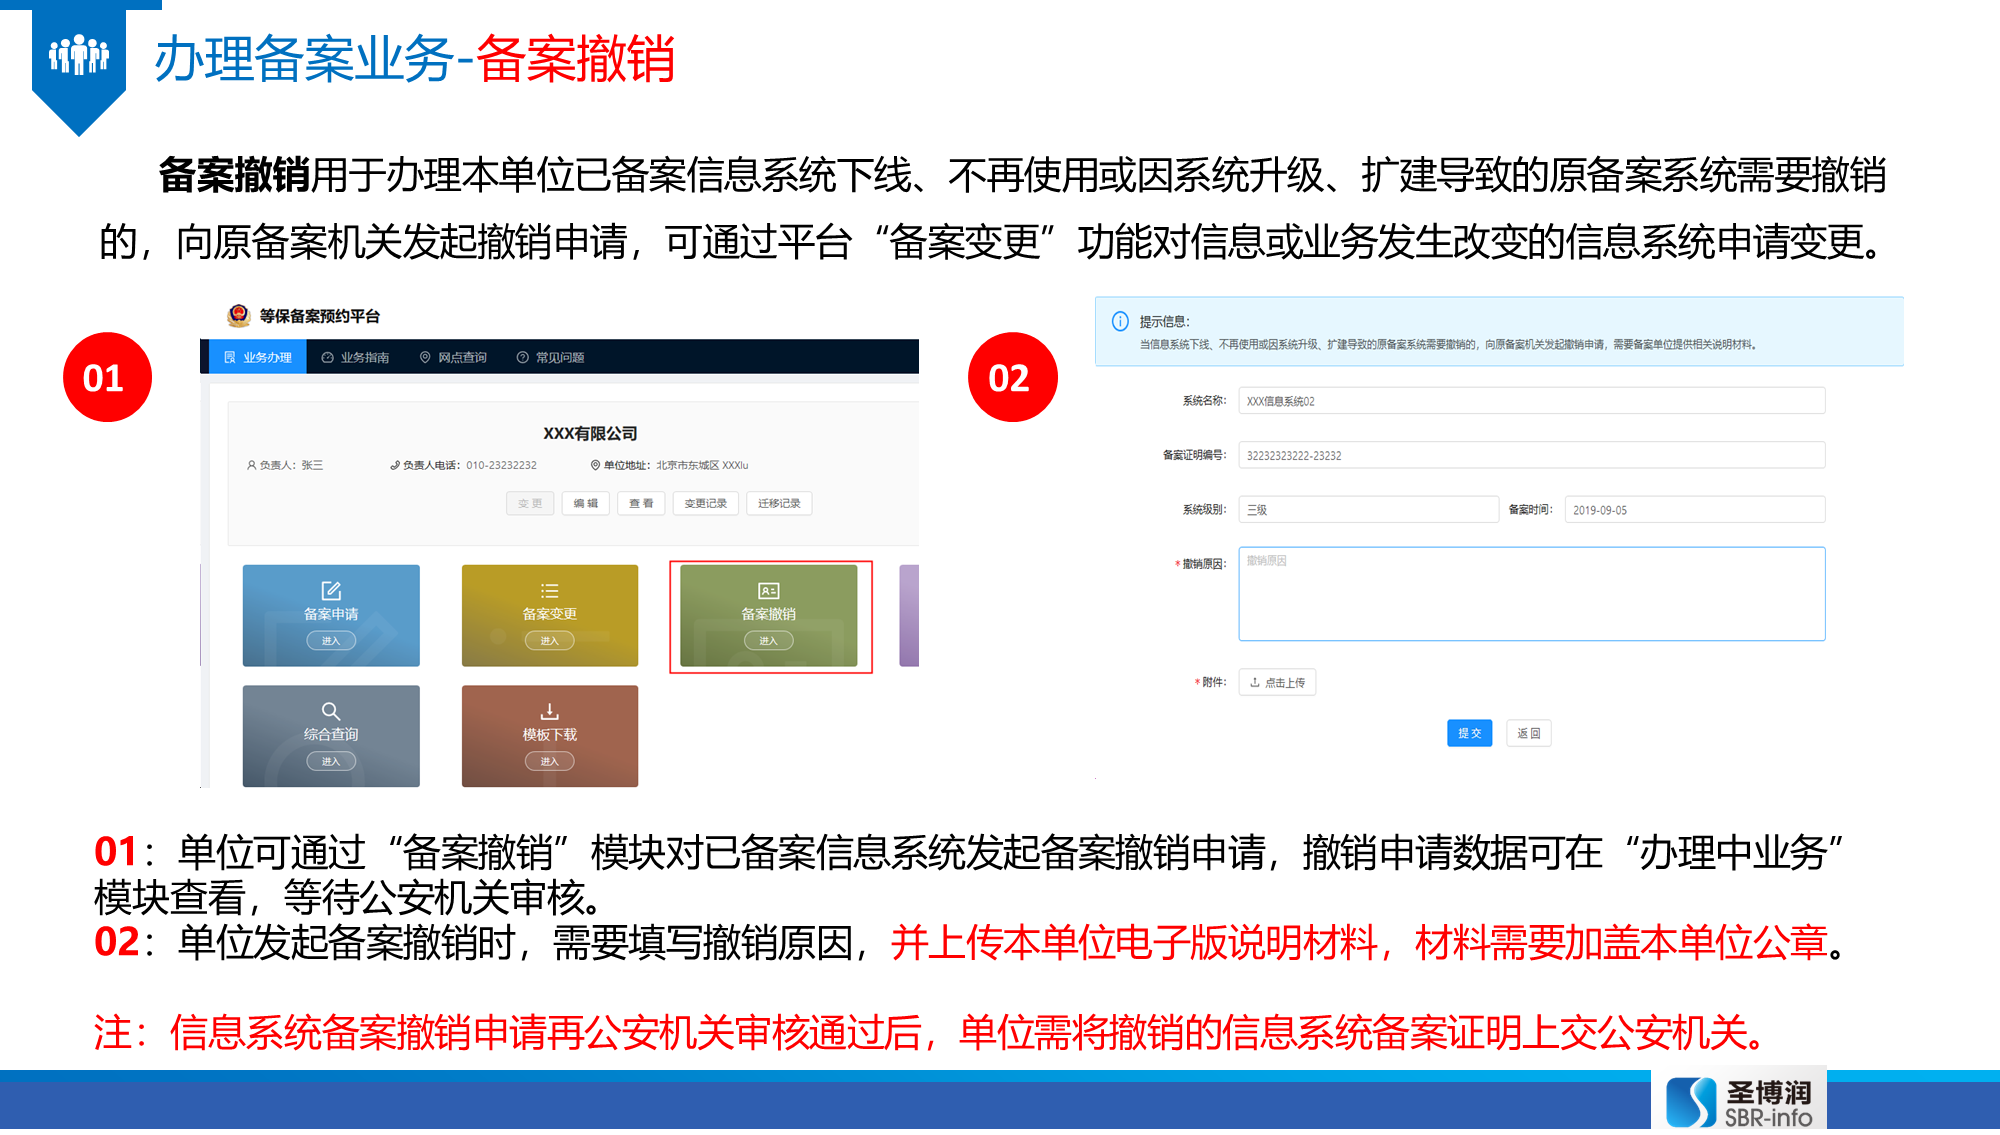 办理备案业务-备案撤销
备案撤销用于办理本单位已备案信息系统下线、不再使用或因系统升级、扩建导致的原备案系统需要撤销
的，向原备案机关发起撤销申请，可通过平台“备案变更”功能对信息或业务发生改变的信息系统申请变更。
01
等保备案预约平台
业务办理 业务指南 网点查询 常见问题
XXX有限公司
负责人：张三 负责人电话：010-23232232 单位地址：北京市东城区 XXXlu
变 更 编 辑 查 看 变更记录 迁移记录
备案申请 备案变更 备案撤销
进入 进入 进入
综合查询 模板下载
进入 进入
02
提示信息：
当信息系统下线、不再使用或因系统升级、扩建导致的原备案系统需要撤销的，向原备案机关发起撤销申请，需要备案单位提供相关说明材料。
系统名称： XXX信息系统02
备案证明编号： 32232323222-23232
系统级别： 三级 备案时间： 2019-09-05
*撤销原因： 撤销原因
*附件： 点击上传
提 交 返 回
01：单位可通过“备案撤销”模块对已备案信息系统发起备案撤销申请，撤销申请数据可在“办理中业务”
模块查看，等待公安机关审核。
02：单位发起备案撤销时，需要填写撤销原因，并上传本单位电子版说明材料，材料需要加盖本单位公章。
注：信息系统备案撤销申请再公安机关审核通过后，单位需将撤销的信息系统备案证明上交公安机关。
圣博润
SBR-info